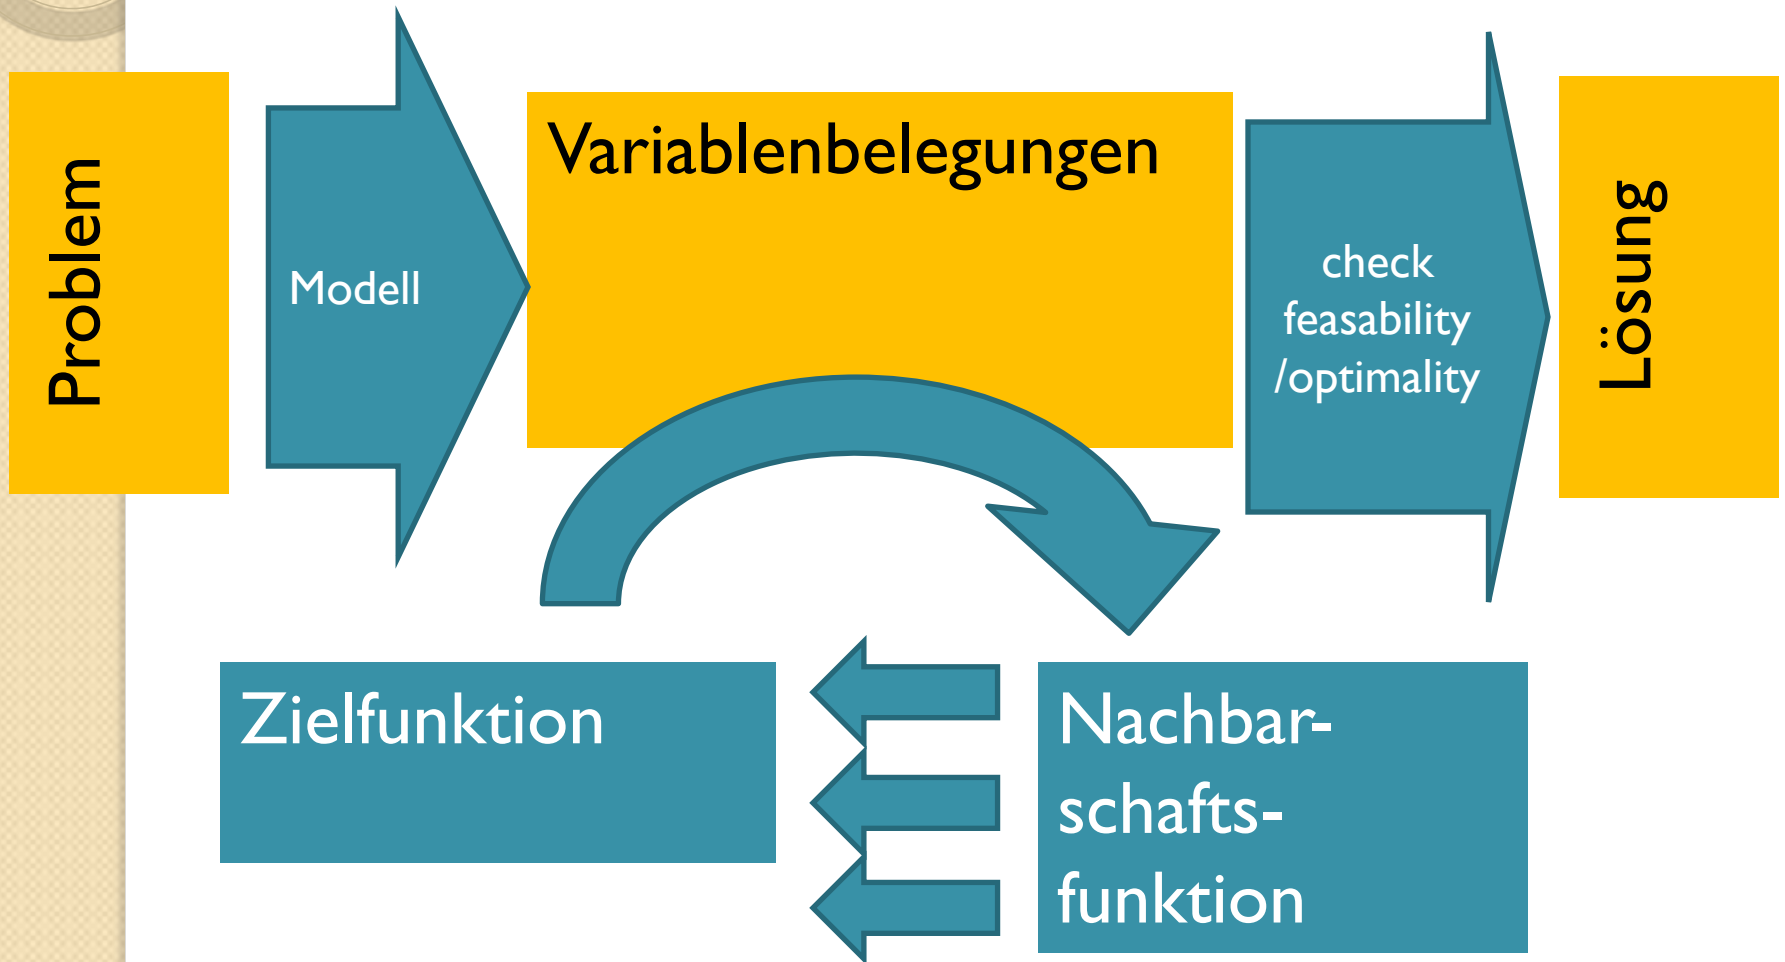 Problem
Modell
Variablenbelegungen
check
feasability
/optimality
Lösung
Zielfunktion
Nachbar-
schafts-
funktion